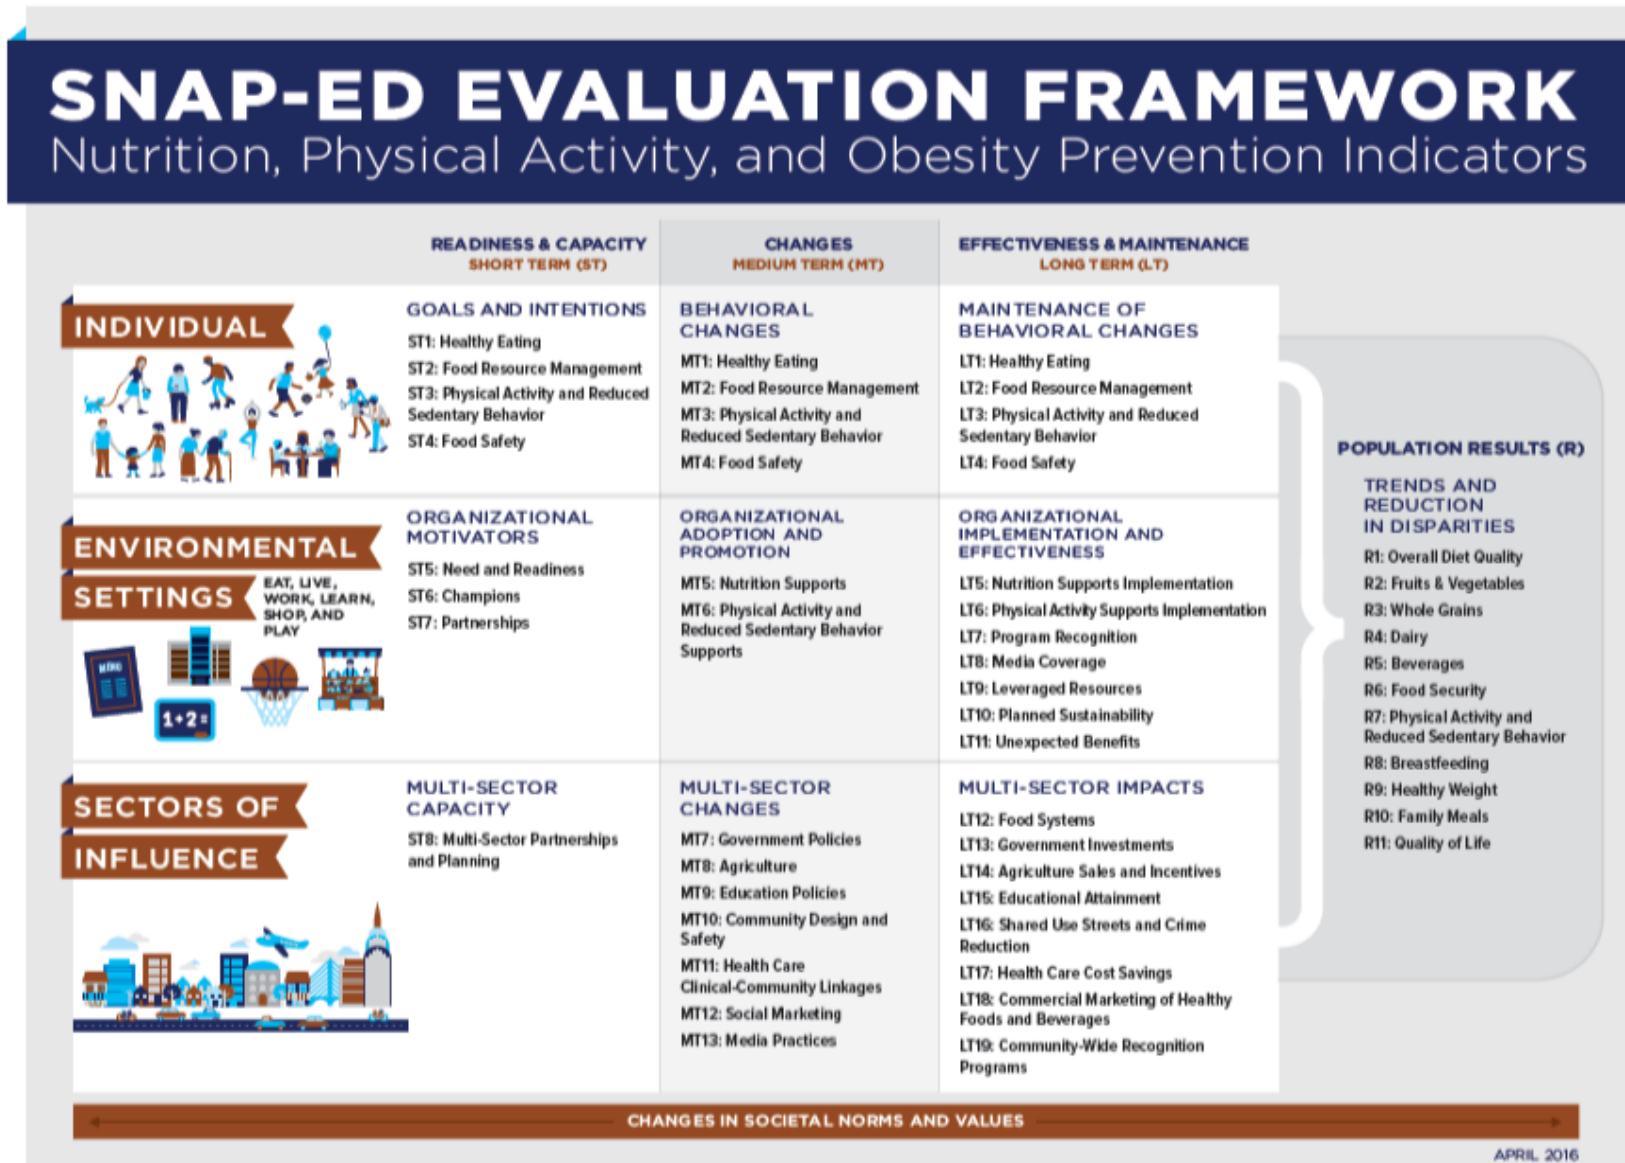 SNAP-ED EVALUATION FRAMEWORK
Nutrition, Physical Activity, and Obesity Prevention Indicators
READINESS & CAPACITY
SHORT TERM (ST)
CHANGES
MEDIUM TERM (MT)
EFFECTIVENESS & MAINTENANCE
LONG TERM (LT)
INDIVIDUAL
GOALS AND INTENTIONS
ST1: Healthy Eating
ST2: Food Resource Management
ST3: Physical Activity and Reduced
Sedentary Behavior
ST4: Food Safety
BEHAVIORAL
CHANGES
MT1: Healthy Eating
MT2: Food Resource Management
MT3: Physical Activity and
Reduced Sedentary Behavior
MT4: Food Safety
MAINTENANCE OF
BEHAVIORAL CHANGES
LT1: Healthy Eating
LT2: Food Resource Management
LT3: Physical Activity and Reduced
Sedentary Behavior
LT4: Food Safety
ENVIRONMENTAL
SETTINGS
EAT, LIVE,
WORK, LEARN,
SHOP, AND
PLAY
MENU
1+2=
ORGANIZATIONAL
MOTIVATORS
ST5: Need and Readiness
ST6: Champions
ST7: Partnerships
ORGANIZATIONAL
ADOPTION AND
PROMOTION
MT5: Nutrition Supports
MT6: Physical Activity and
Reduced Sedentary Behavior
Supports
ORGANIZATIONAL
IMPLEMENTATION AND
EFFECTIVENESS
LT5: Nutrition Supports Implementation
LT6: Physical Activity Supports Implementation
LT7: Program Recognition
LT8: Media Coverage
LT9: Leveraged Resources
LT10: Planned Sustainability
LT11: Unexpected Benefits
SECTORS OF
INFLUENCE
MULTI-SECTOR
CAPACITY
ST8: Multi-Sector Partnerships
and Planning
MULTI-SECTOR
CHANGES
MT7: Government Policies
MT8: Agriculture
MT9: Education Policies
MT10: Community Design and
Safety
MT11: Health Care
Clinical-Community Linkages
MT12: Social Marketing
MT13: Media Practices
MULTI-SECTOR IMPACTS
LT12: Food Systems
LT13: Government Investments
LT14: Agriculture Sales and Incentives
LT15: Educational Attainment
LT16: Shared Use Streets and Crime
Reduction
LT17: Health Care Cost Savings
LT18: Commercial Marketing of Healthy
Foods and Beverages
LT19: Community-Wide Recognition
Programs
POPULATION RESULTS (R)
TRENDS AND
REDUCTION
IN DISPARITIES
R1: Overall Diet Quality
R2: Fruits & Vegetables
R3: Whole Grains
R4: Dairy
R5: Beverages
R6: Food Security
R7: Physical Activity and
Reduced Sedentary Behavior
R8: Breastfeeding
R9: Healthy Weight
R10: Family Meals
R11: Quality of Life
CHANGES IN SOCIETAL NORMS AND VALUES
APRIL 2016